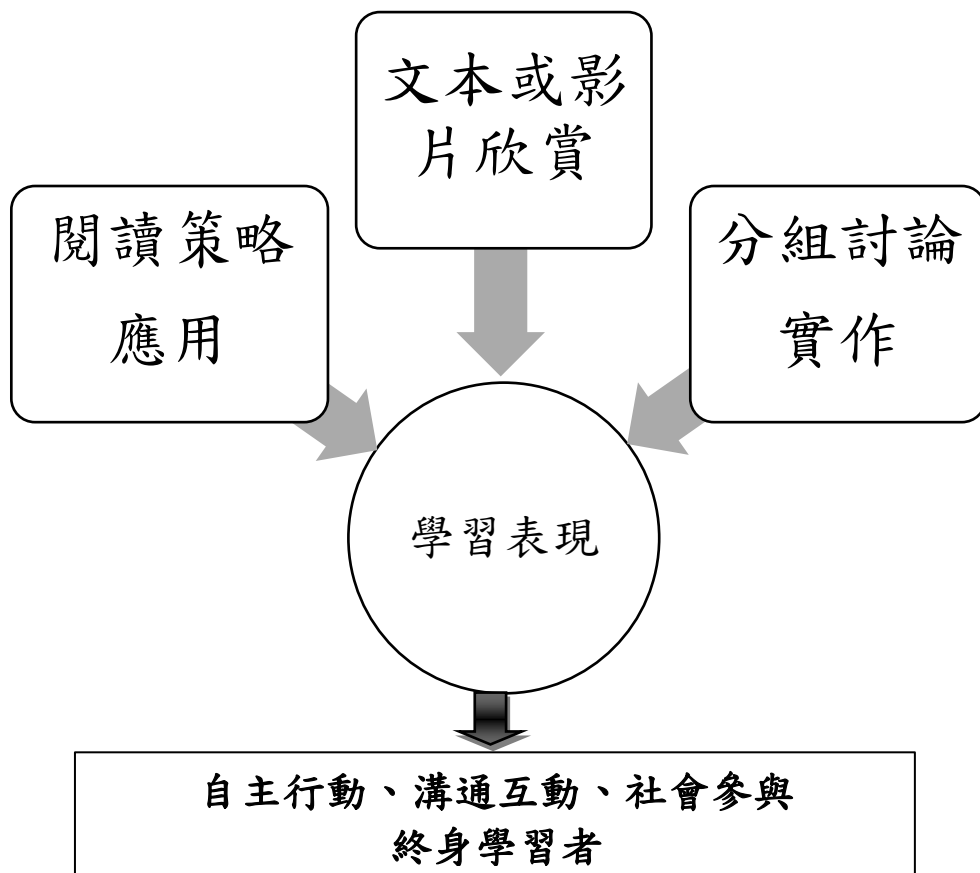 文本或影
片欣賞
閱讀策略
應用
分組討論
實作
學習表現
自主行動、溝通互動、社會參與
終身學習者